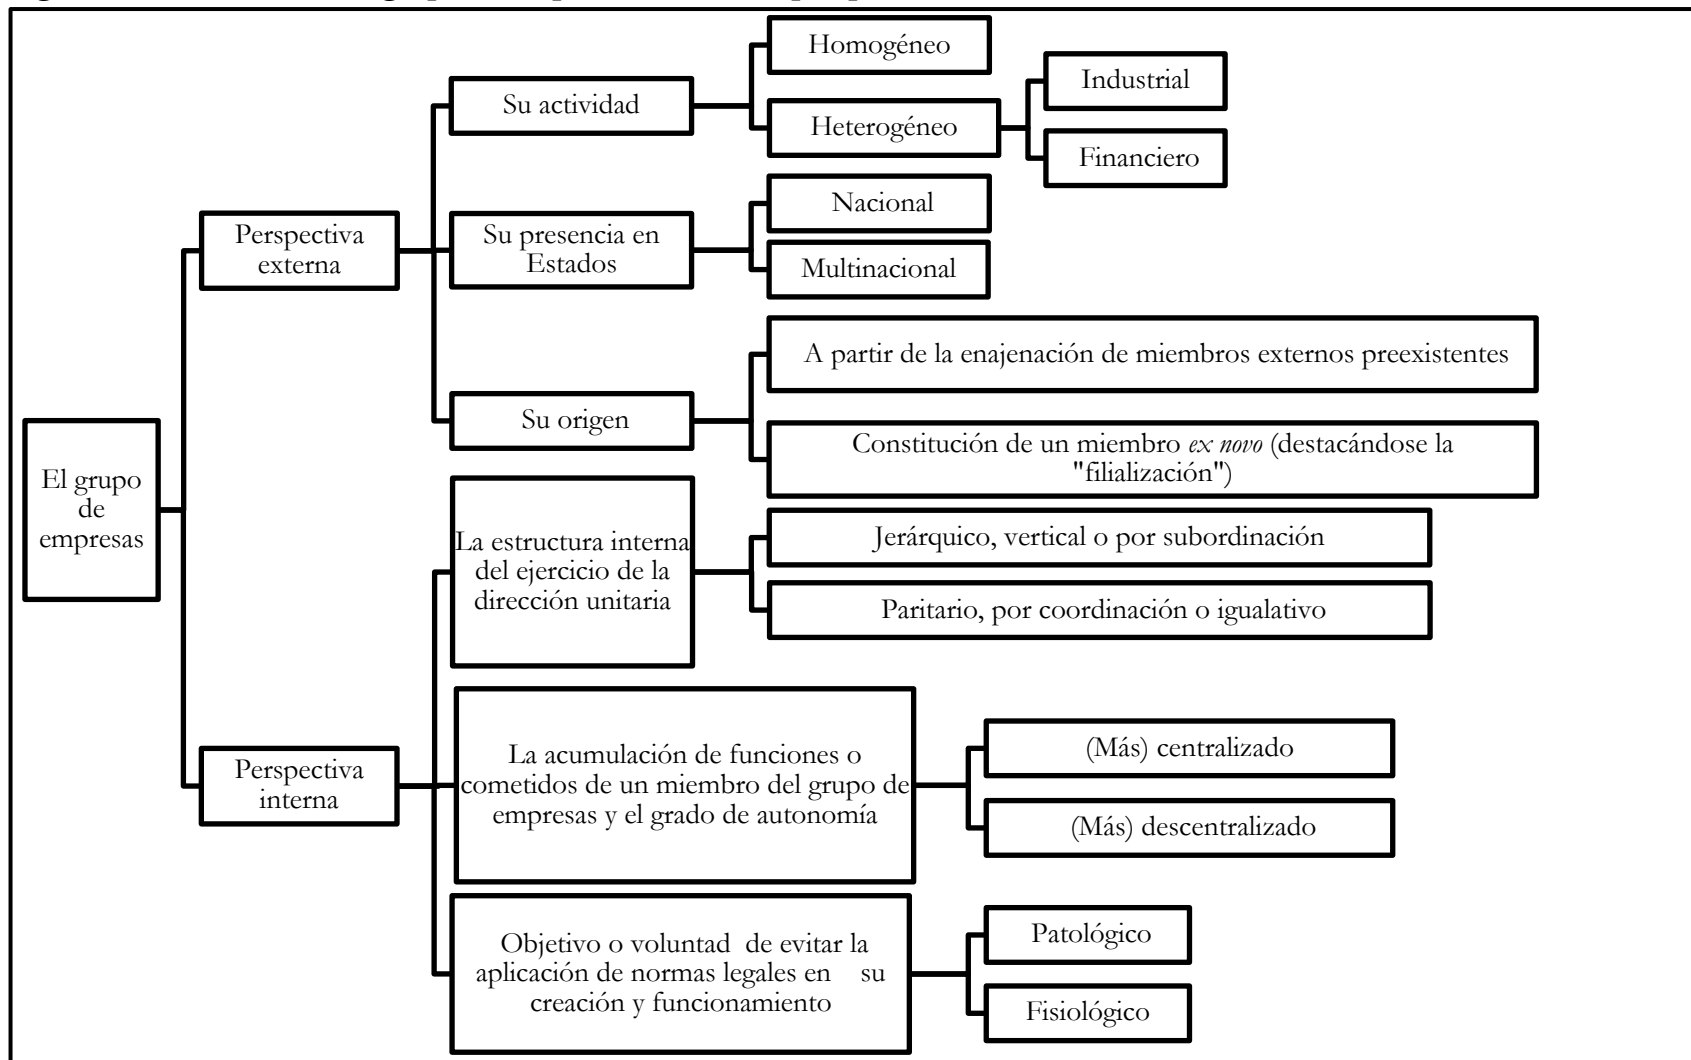 Homogéneo
Industrial
Su actividad
Heterogéneo
Financiero
Nacional
Perspectiva
externa
Su presencia en
Estados
Multinacional
A partir de la enajenación de miembros externos preexistentes
Su origen
Constitución de un miembro ex novo (destacándose la
"filialización")
El grupo
de
empresas
La estructura interna
del ejercicio de la
dirección unitaria
Jerárquico, vertical o por subordinación
Paritario, por coordinación o igualativo
Perspectiva
interna
La acumulación de funciones o
cometidos de un miembro del grupo de
empresas y el grado de autonomía
(Más) centralizado
(Más) descentralizado
Objetivo o voluntad de evitar la
aplicación de normas legales en su
creación y funcionamiento
Patológico
Fisiológico